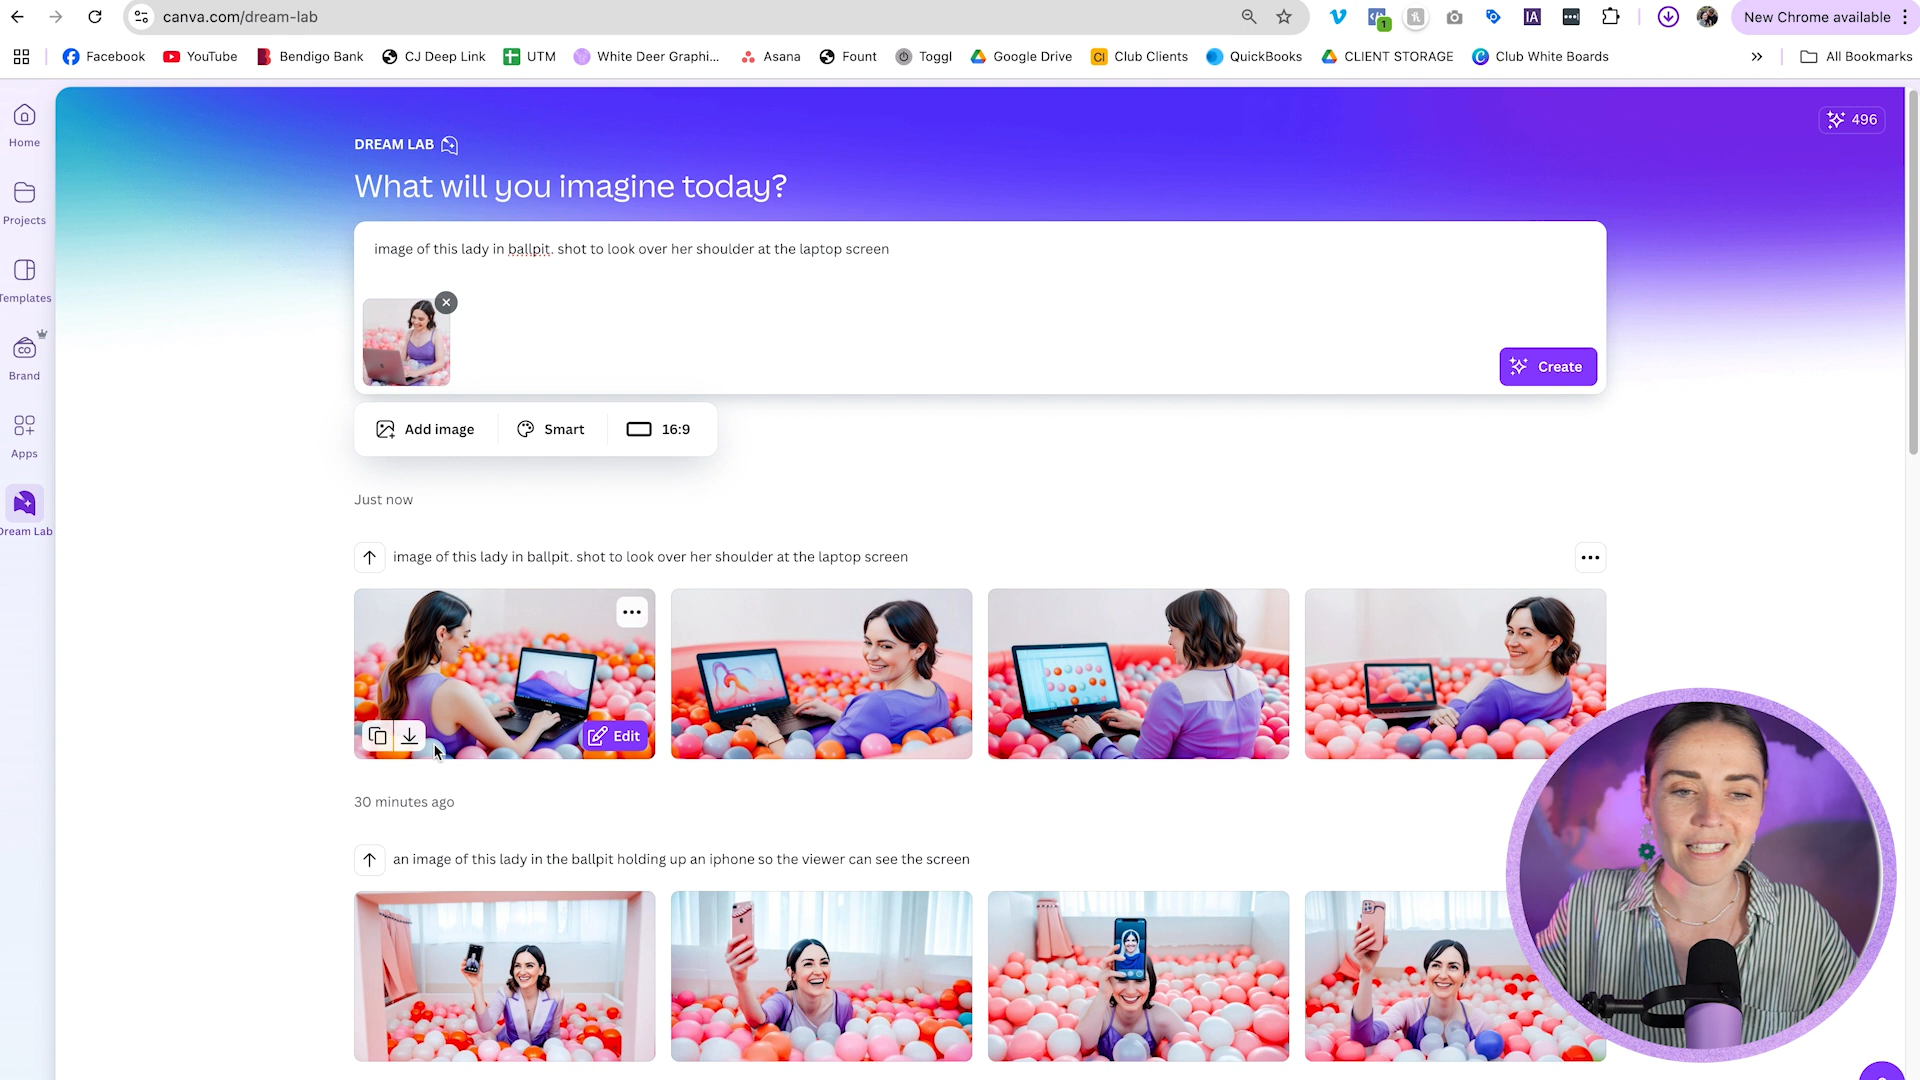 canva.com/dream-lab
New Chrome available
Facebook
YouTube
Bendigo Bank
CJ Deep Link
UTM
White Deer Graphi...
Asana
Fount
Toggl
Google Drive
Club Clients
QuickBooks
CLIENT STORAGE
Club White Boards
All Bookmarks
Home
Projects
Templates
Brand
Apps
Dream Lab
496
DREAM LAB
What will you imagine today?
image of this lady in ballpit. shot to look over her shoulder at the laptop screen
Create
Add image
Smart
16:9
Just now
image of this lady in ballpit. shot to look over her shoulder at the laptop screen
Edit
30 minutes ago
an image of this lady in the ballpit holding up an iphone so the viewer can see the screen